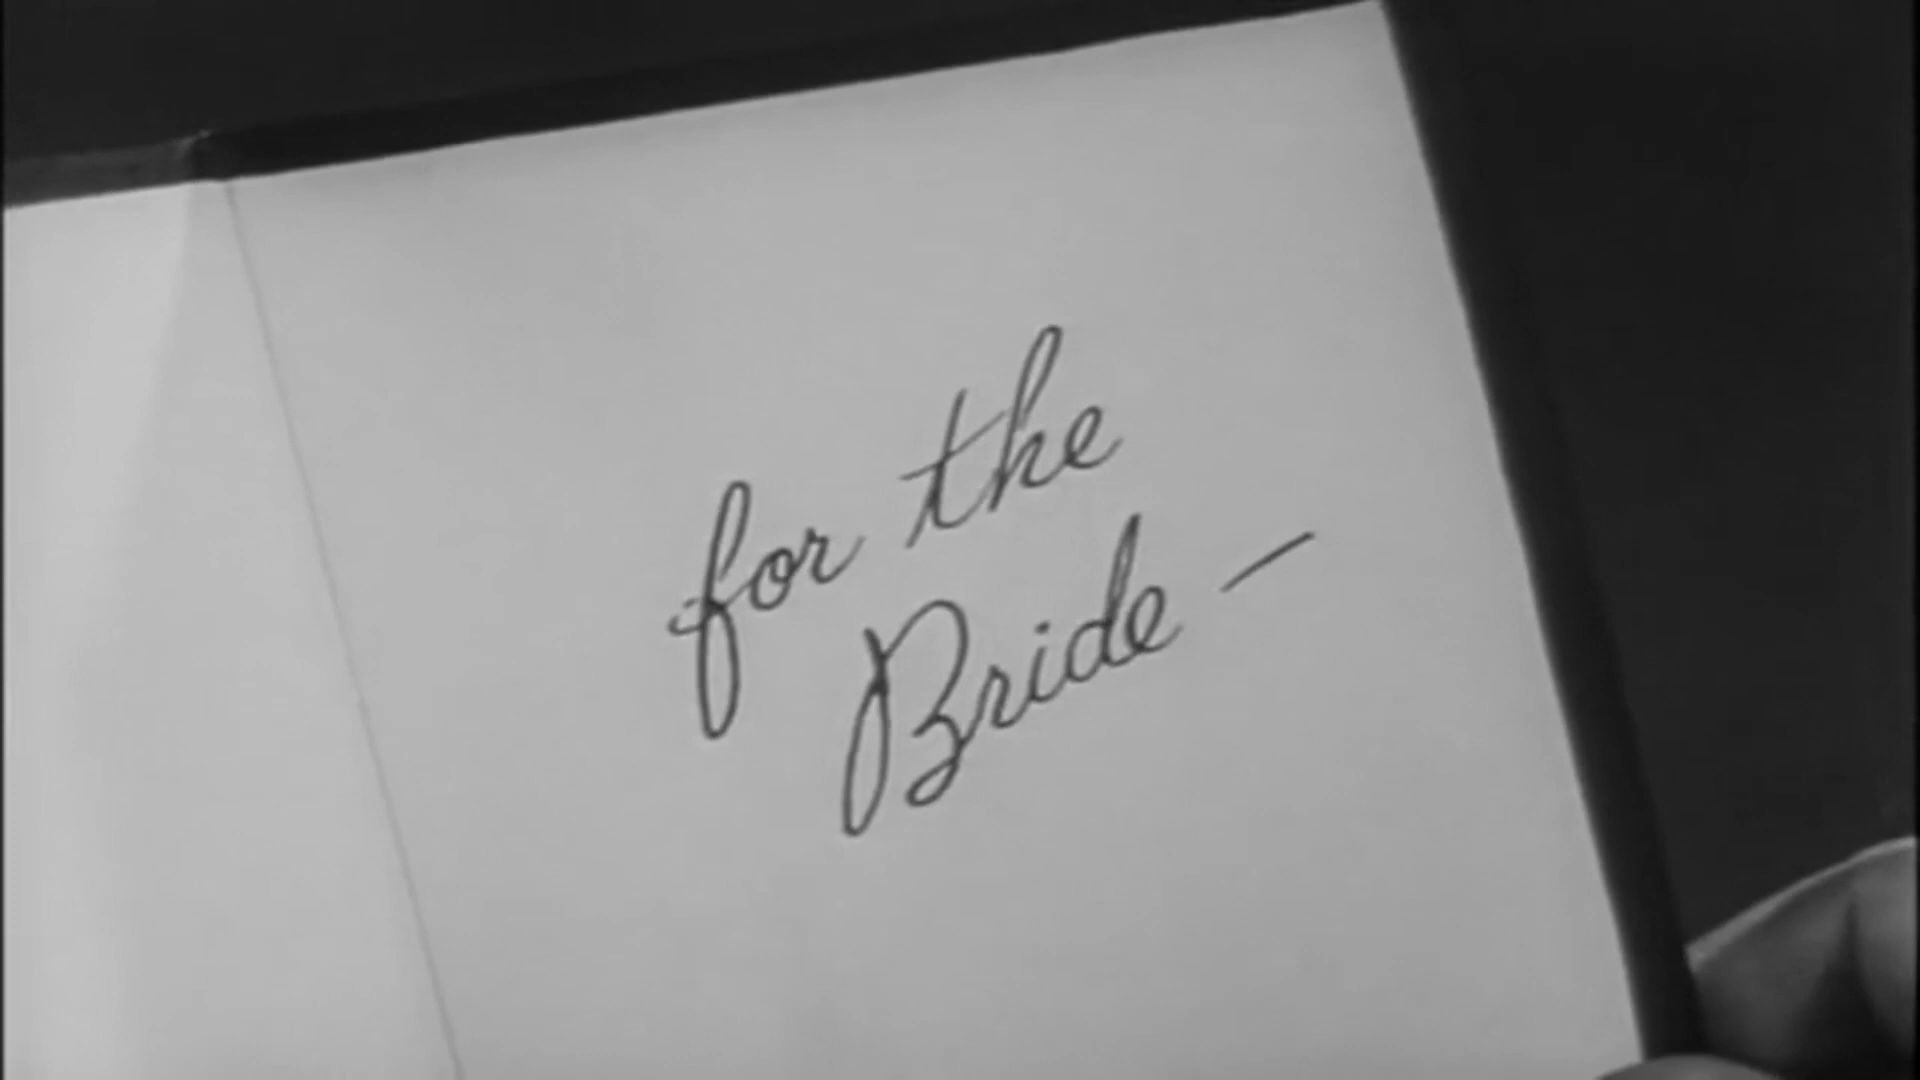 for the
Bride —